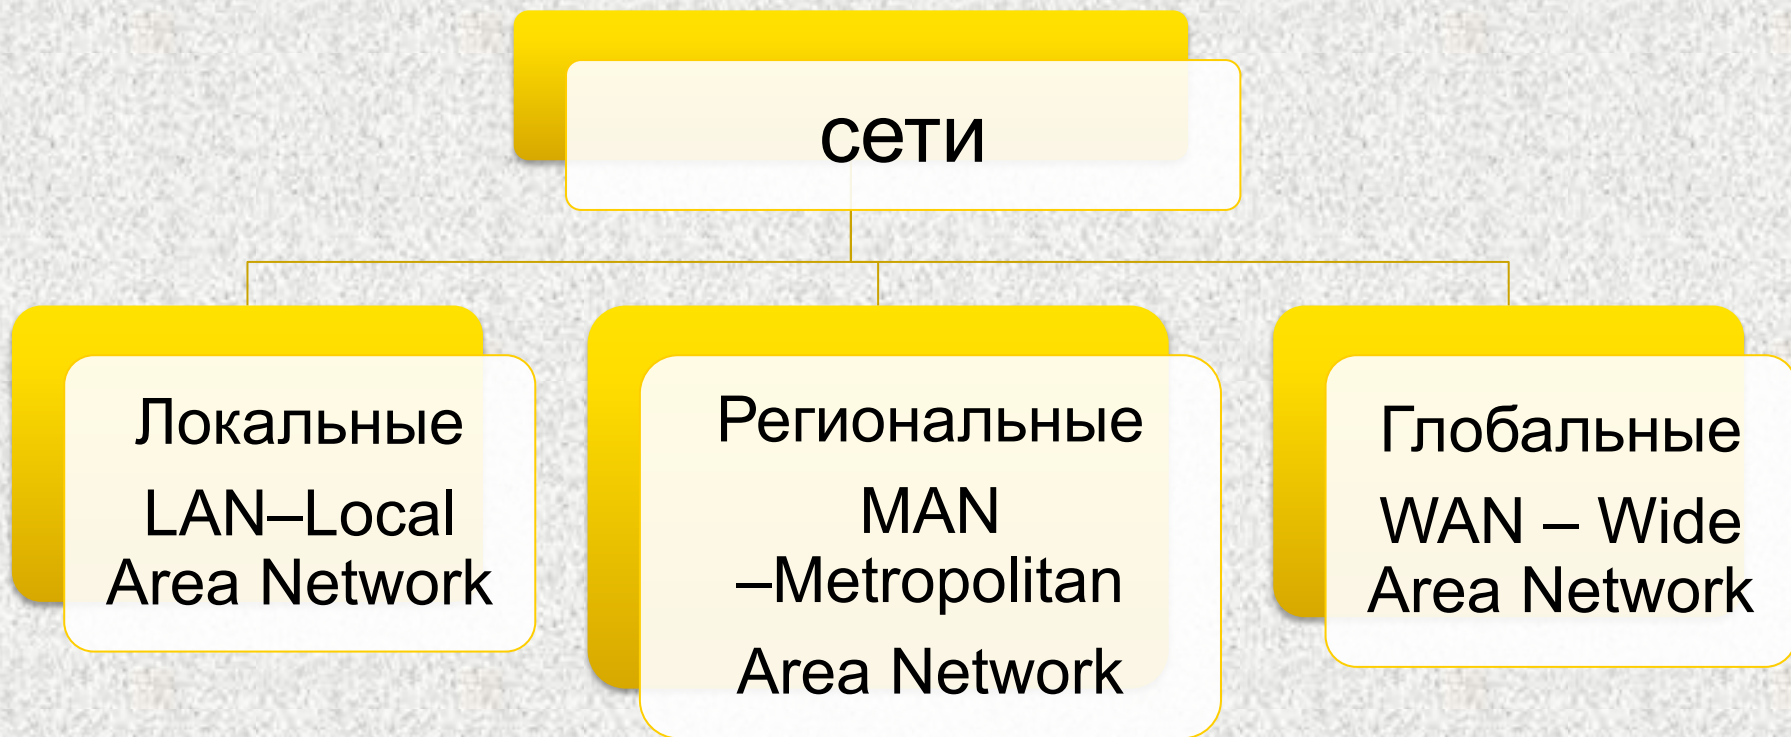 сети
Локальные
LAN–Local
Area Network
Региональные
MAN
–Metropolitan
Area Network
Глобальные
WAN – Wide
Area Network